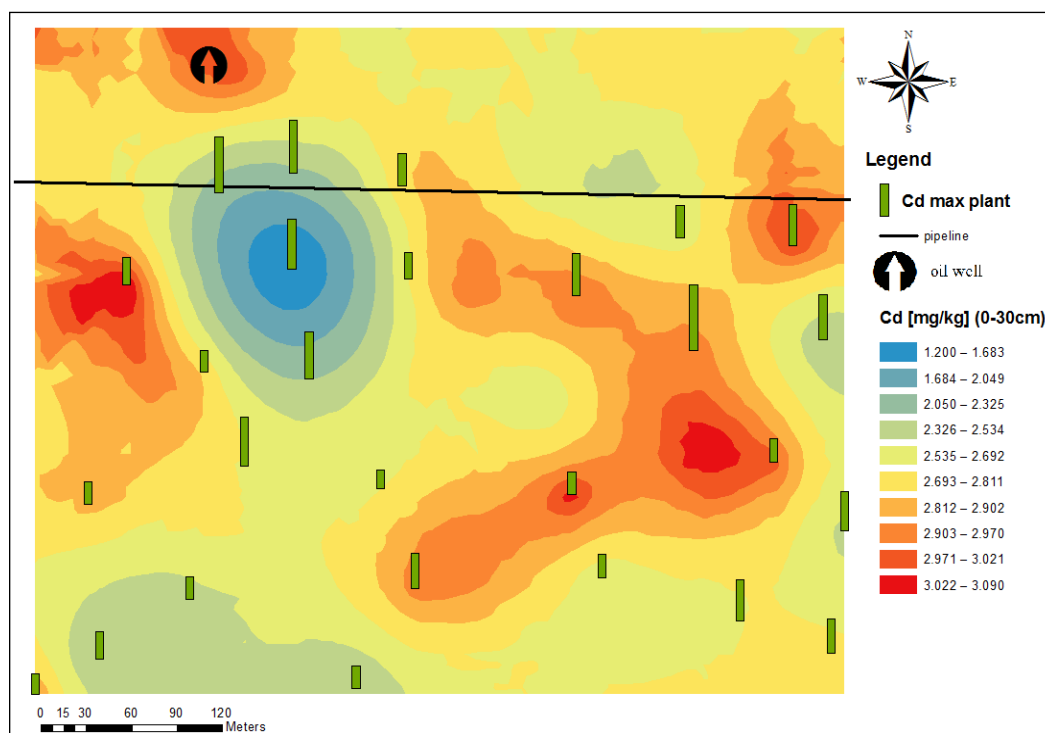 N
W
E
S
Legend
Cd max plant
pipeline
oil well
Cd [mg/kg] (0-30cm)
1.200 – 1.683
1.684 – 2.049
2.050 – 2.325
2.326 – 2.534
2.535 – 2.692
2.693 – 2.811
2.812 – 2.902
2.903 – 2.970
2.971 – 3.021
3.022 – 3.090
0 15 30 60 90 120
Meters